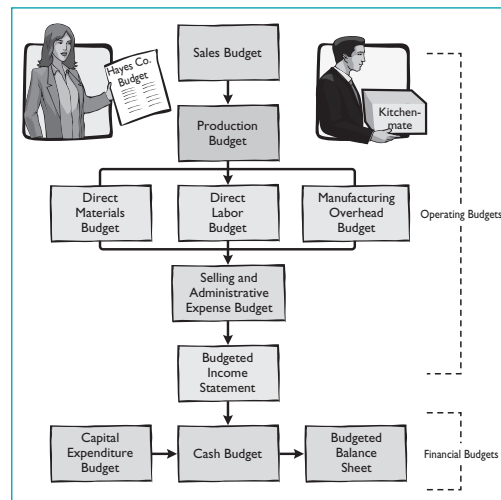 Hayes Co.
Budget
Sales Budget
Kitchen-
mate
Production
Budget
Direct
Materials
Budget
Direct
Labor
Budget
Manufacturing
Overhead
Budget
Operating Budgets
Selling and
Administrative
Expense Budget
Budgeted
Income
Statement
Capital
Expenditure
Budget
Cash Budget
Budgeted
Balance
Sheet
Financial Budgets